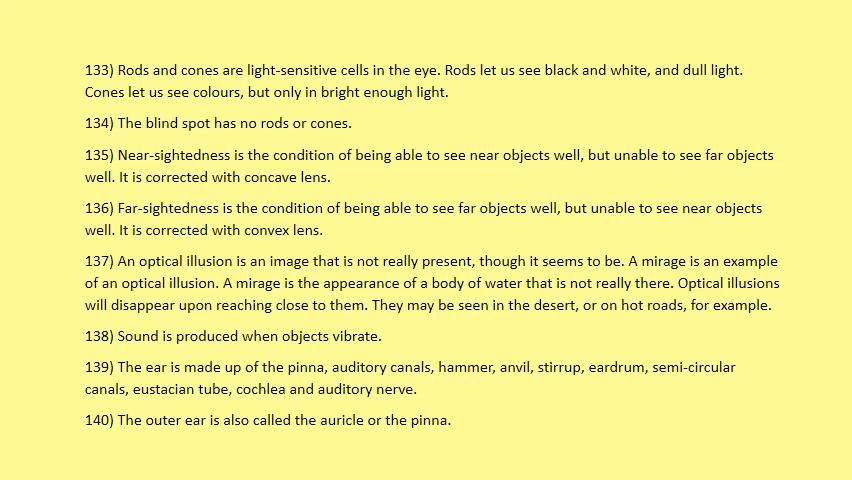 133) Rods and cones are light-sensitive cells in the eye. Rods let us see black and white, and dull light.
Cones let us see colours, but only in bright enough light.
134) The blind spot has no rods or cones.
135) Near-sightedness is the condition of being able to see near objects well, but unable to see far objects
well. It is corrected with concave lens.
136) Far-sightedness is the condition of being able to see far objects well, but unable to see near objects
well. It is corrected with convex lens.
137) An optical illusion is an image that is not really present, though it seems to be. A mirage is an example
of an optical illusion. A mirage is the appearance of a body of water that is not really there. Optical illusions
will disappear upon reaching close to them. They may be seen in the desert, or on hot roads, for example.
138) Sound is produced when objects vibrate.
139) The ear is made up of the pinna, auditory canals, hammer, anvil, stirrup, eardrum, semi-circular
canals, eustacian tube, cochlea and auditory nerve.
140) The outer ear is also called the auricle or the pinna.